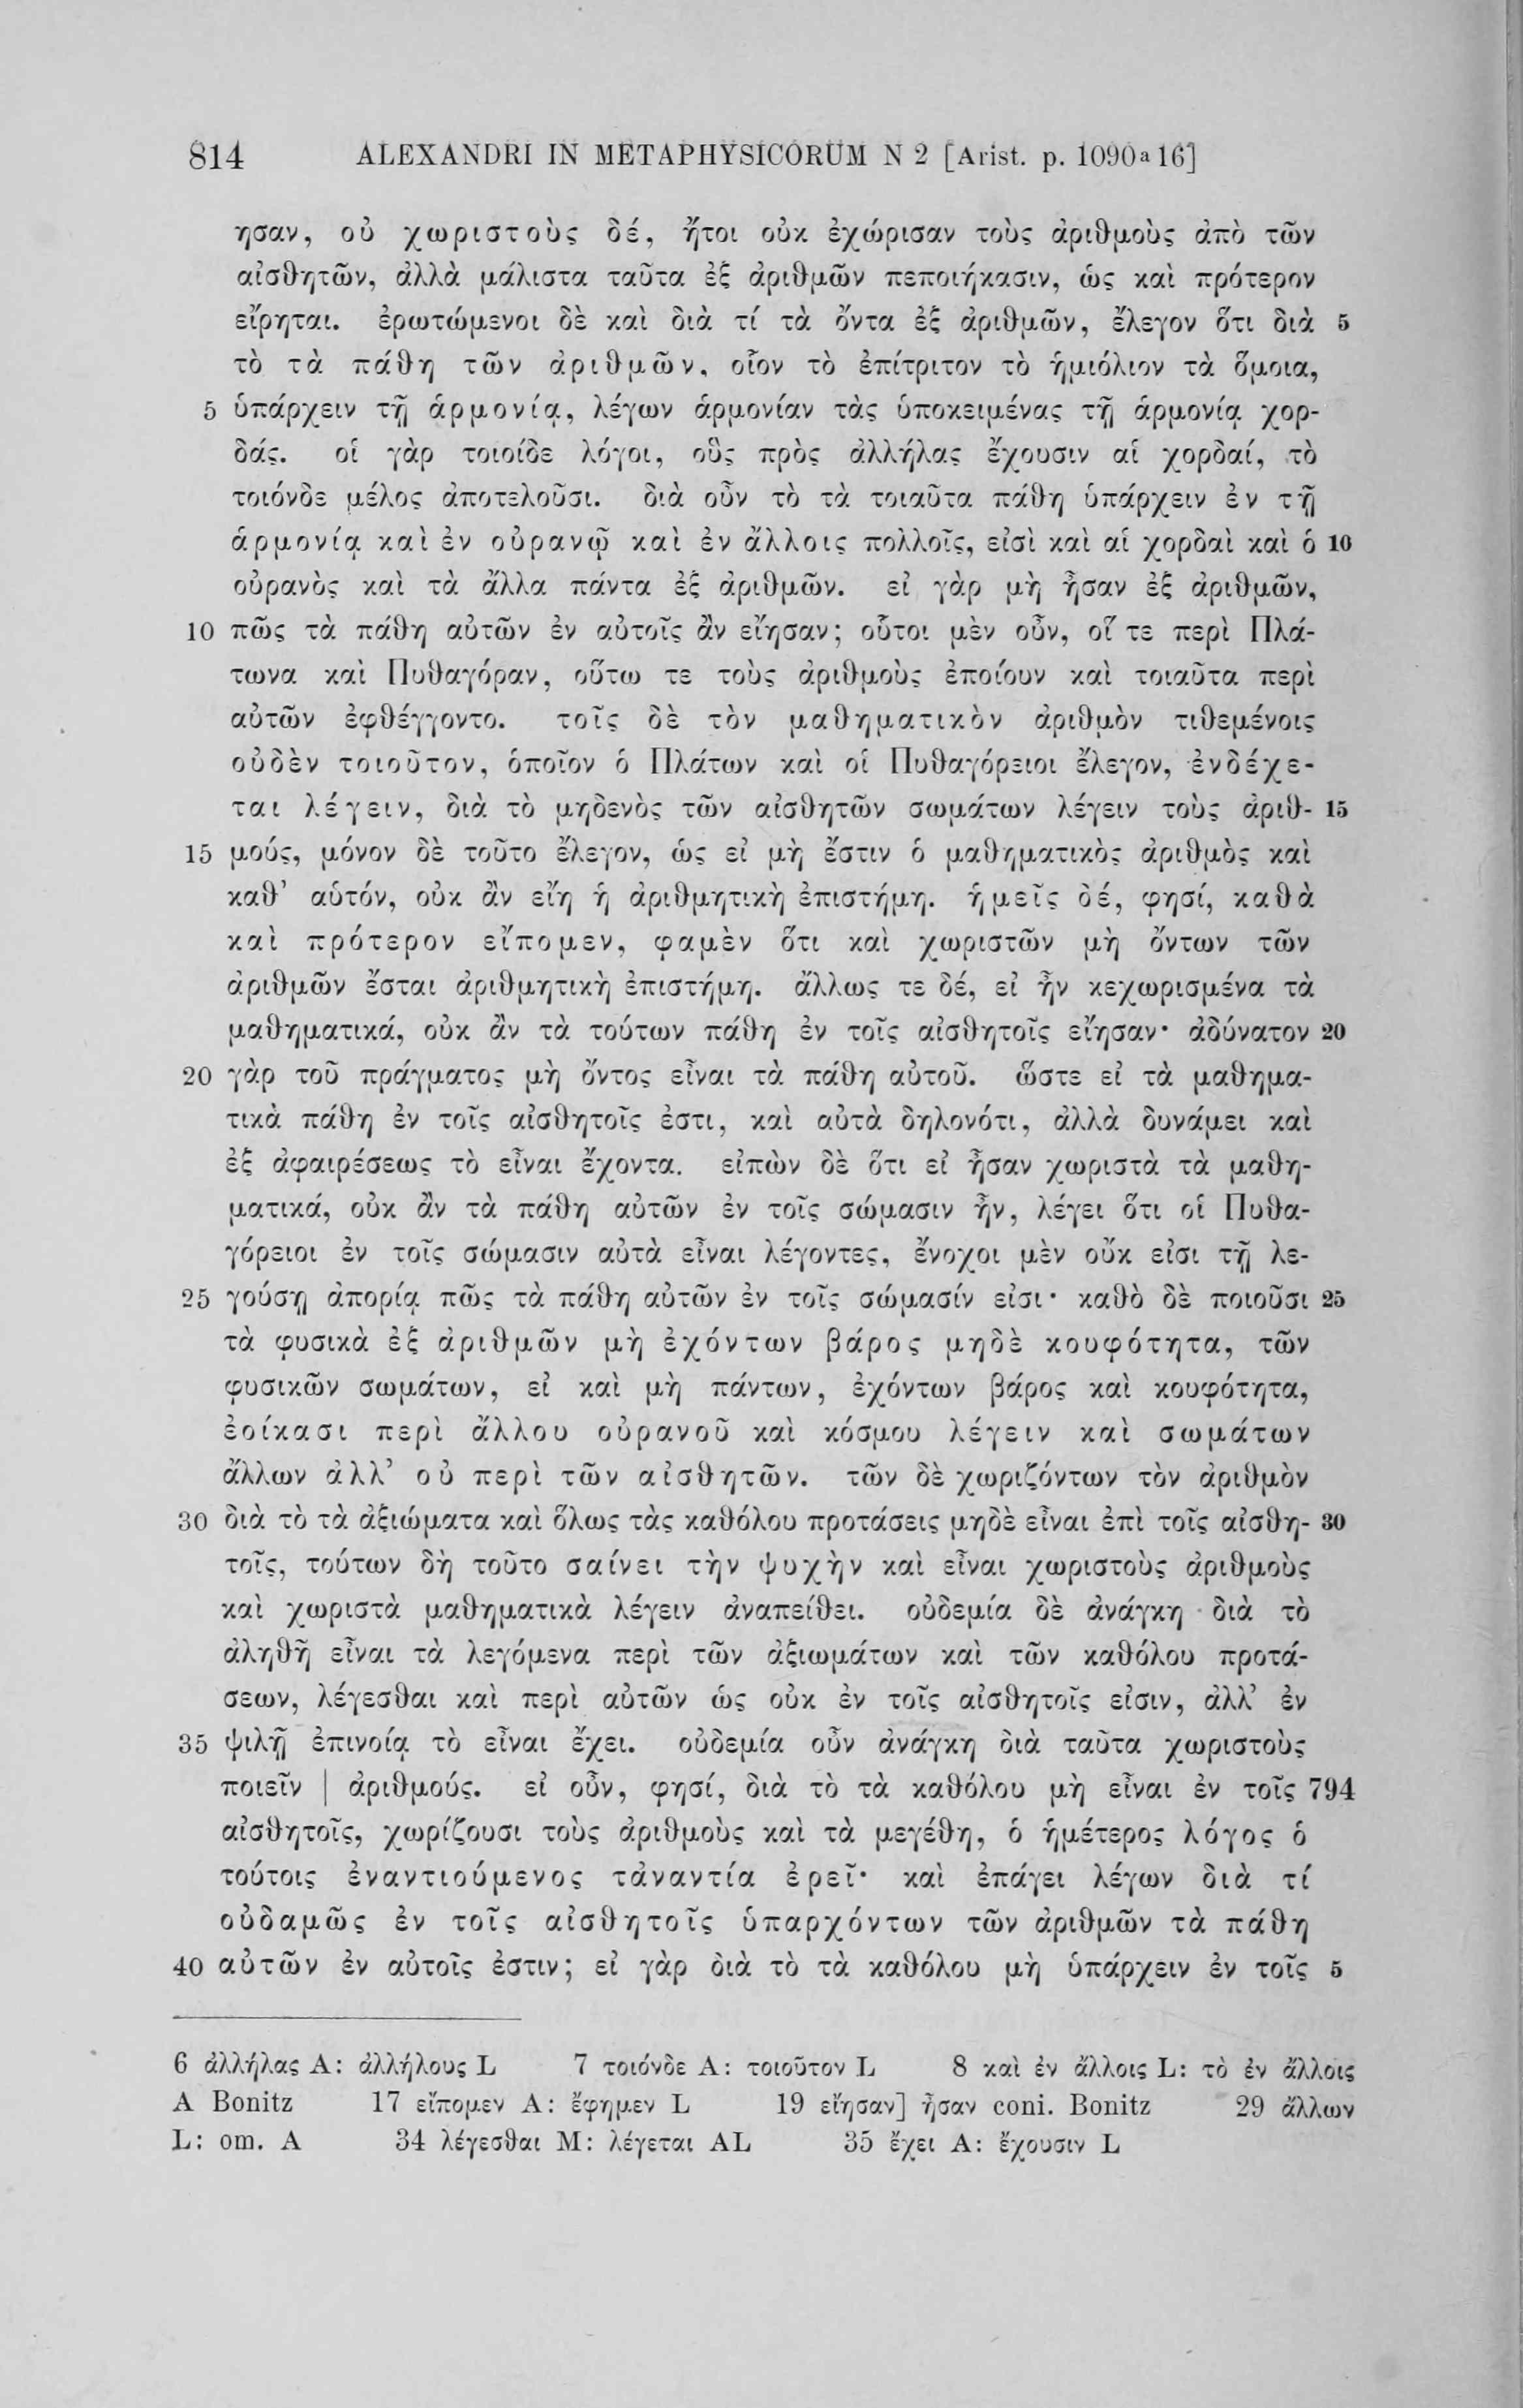 814 ALEXANDRI IN METAPHYSICORUM N 2 [Arist. p. 1090a16]
ησαν, οὐ χωριστοὺς δέ, ἤτοι οὐκ ἐχώρισαν τοὺς ἀριθμοὺς ἀπὸ τῶν
αἰσθητῶν, ἀλλὰ μάλιστα ταῦτα ἐξ ἀριθμῶν πεποιήκασιν, ὡς καὶ πρότερον
εἴρηται. ἐρωτώμενοι δὲ καὶ διὰ τί τὰ ὄντα ἐξ ἀριθμῶν, ἔλεγον ὅτι διὰ 5
τὸ τὰ πάθη τῶν ἀριθμῶν, οἷον τὸ ἐπίτριτον τὸ ἡμιόλιον τὰ ὅμοια,
5 ὑπάρχειν τῇ ἁρμονίᾳ, λέγων ἁρμονίαν τὰς ὑποκειμένας τῇ ἁρμονίᾳ χορ-
δάς. οἱ γὰρ τοιοίδε λόγοι, οὓς πρὸς ἀλλήλας ἔχουσιν αἱ χορδαί, τὸ
τοιόνδε μέλος ἀποτελοῦσι. διὰ οὖν τὸ τὰ τοιαῦτα πάθη ὑπάρχειν ἐν τῇ
ἁρμονίᾳ καὶ ἐν οὐρανῷ καὶ ἐν ἄλλοις πολλοῖς, εἰσὶ καὶ αἱ χορδαὶ καὶ ὁ 10
οὐρανὸς καὶ τὰ ἄλλα πάντα ἐξ ἀριθμῶν. εἰ γὰρ μὴ ἦσαν ἐξ ἀριθμῶν,
10 πῶς τὰ πάθη αὐτῶν ἐν αὐτοῖς ἂν εἴησαν; οὗτοι μὲν οὖν, οἵ τε περὶ Πλά-
τωνα καὶ Πυθαγόραν, οὕτω τε τοὺς ἀριθμοὺς ἐποίουν καὶ τοιαῦτα περὶ
αὐτῶν ἐφθέγγοντο. τοῖς δὲ τὸν μαθηματικὸν ἀριθμὸν τιθεμένοις
οὐδὲν τοιοῦτον, ὁποῖον ὁ Πλάτων καὶ οἱ Πυθαγόρειοι ἔλεγον, ἐνδέχε-
ται λέγειν, διὰ τὸ μηδενὸς τῶν αἰσθητῶν σωμάτων λέγειν τοὺς ἀριθ- 15
15 μούς, μόνον δὲ τοῦτο ἔλεγον, ὡς εἰ μὴ ἔστιν ὁ μαθηματικὸς ἀριθμὸς καὶ
καθ’ αὑτόν, οὐκ ἂν εἴη ἡ ἀριθμητικὴ ἐπιστήμη. ἡμεῖς δέ, φησί, καθὰ
καὶ πρότερον εἴπομεν, φαμὲν ὅτι καὶ χωριστῶν μὴ ὄντων τῶν
ἀριθμῶν ἔσται ἀριθμητικὴ ἐπιστήμη. ἄλλως τε δέ, εἰ ἦν κεχωρισμένα τὰ
μαθηματικά, οὐκ ἂν τὰ τούτων πάθη ἐν τοῖς αἰσθητοῖς εἴησαν· ἀδύνατον 20
20 γὰρ τοῦ πράγματος μὴ ὄντος εἶναι τὰ πάθη αὐτοῦ. ὥστε εἰ τὰ μαθημα-
τικὰ πάθη ἐν τοῖς αἰσθητοῖς ἐστι, καὶ αὐτὰ δηλονότι, ἀλλὰ δυνάμει καὶ
ἐξ ἀφαιρέσεως τὸ εἶναι ἔχοντα. εἰπὼν δὲ ὅτι εἰ ἦσαν χωριστὰ τὰ μαθη-
ματικά, οὐκ ἂν τὰ πάθη αὐτῶν ἐν τοῖς σώμασιν ἦν, λέγει ὅτι οἱ Πυθα-
γόρειοι ἐν τοῖς σώμασιν αὐτὰ εἶναι λέγοντες, ἔνοχοι μὲν οὔκ εἰσι τῇ λε-
25 γούσῃ ἀπορίᾳ πῶς τὰ πάθη αὐτῶν ἐν τοῖς σώμασίν εἰσι· καθὸ δὲ ποιοῦσι 25
τὰ φυσικὰ ἐξ ἀριθμῶν μὴ ἐχόντων βάρος μηδὲ κουφότητα, τῶν
φυσικῶν σωμάτων, εἰ καὶ μὴ πάντων, ἐχόντων βάρος καὶ κουφότητα,
ἐοίκασι περὶ ἄλλου οὐρανοῦ καὶ κόσμου λέγειν καὶ σωμάτων
ἄλλων ἀλλ’ οὐ περὶ τῶν αἰσθητῶν. τῶν δὲ χωριζόντων τὸν ἀριθμὸν
30 διὰ τὸ τὰ ἀξιώματα καὶ ὅλως τὰς καθόλου προτάσεις μηδὲ εἶναι ἐπὶ τοῖς αἰσθη- 30
τοῖς, τούτων δὴ τοῦτο σαίνει τὴν ψυχὴν καὶ εἶναι χωριστοὺς ἀριθμοὺς
καὶ χωριστὰ μαθηματικὰ λέγειν ἀναπείθει. οὐδεμία δὲ ἀνάγκη διὰ τὸ
ἀληθῆ εἶναι τὰ λεγόμενα περὶ τῶν ἀξιωμάτων καὶ τῶν καθόλου προτά-
σεων, λέγεσθαι καὶ περὶ αὐτῶν ὡς οὐκ ἐν τοῖς αἰσθητοῖς εἰσιν, ἀλλ’ ἐν
35 ψιλῇ ἐπινοίᾳ τὸ εἶναι ἔχει. οὐδεμία οὖν ἀνάγκη διὰ ταῦτα χωριστοὺς
ποιεῖν | ἀριθμούς. εἰ οὖν, φησί, διὰ τὸ τὰ καθόλου μὴ εἶναι ἐν τοῖς 794
αἰσθητοῖς, χωρίζουσι τοὺς ἀριθμοὺς καὶ τὰ μεγέθη, ὁ ἡμέτερος λόγος ὁ
τούτοις ἐναντιούμενος τἀναντία ἐρεῖ· καὶ ἐπάγει λέγων διὰ τί
οὐδαμῶς ἐν τοῖς αἰσθητοῖς ὑπαρχόντων τῶν ἀριθμῶν τὰ πάθη
40 αὐτῶν ἐν αὐτοῖς ἐστιν; εἰ γὰρ διὰ τὸ τὰ καθόλου μὴ ὑπάρχειν ἐν τοῖς 5
6 ἀλλήλας A: ἀλλήλους L 7 τοιόνδε A: τοιοῦτον L 8 καὶ ἐν ἄλλοις L: τὸ ἐν ἄλλοις
A Bonitz 17 εἴπομεν A: ἔφημεν L 19 εἴησαν] ἦσαν coni. Bonitz 29 ἄλλων
L: om. A 34 λέγεσθαι M: λέγεται AL 35 ἔχει A: ἔχουσιν L